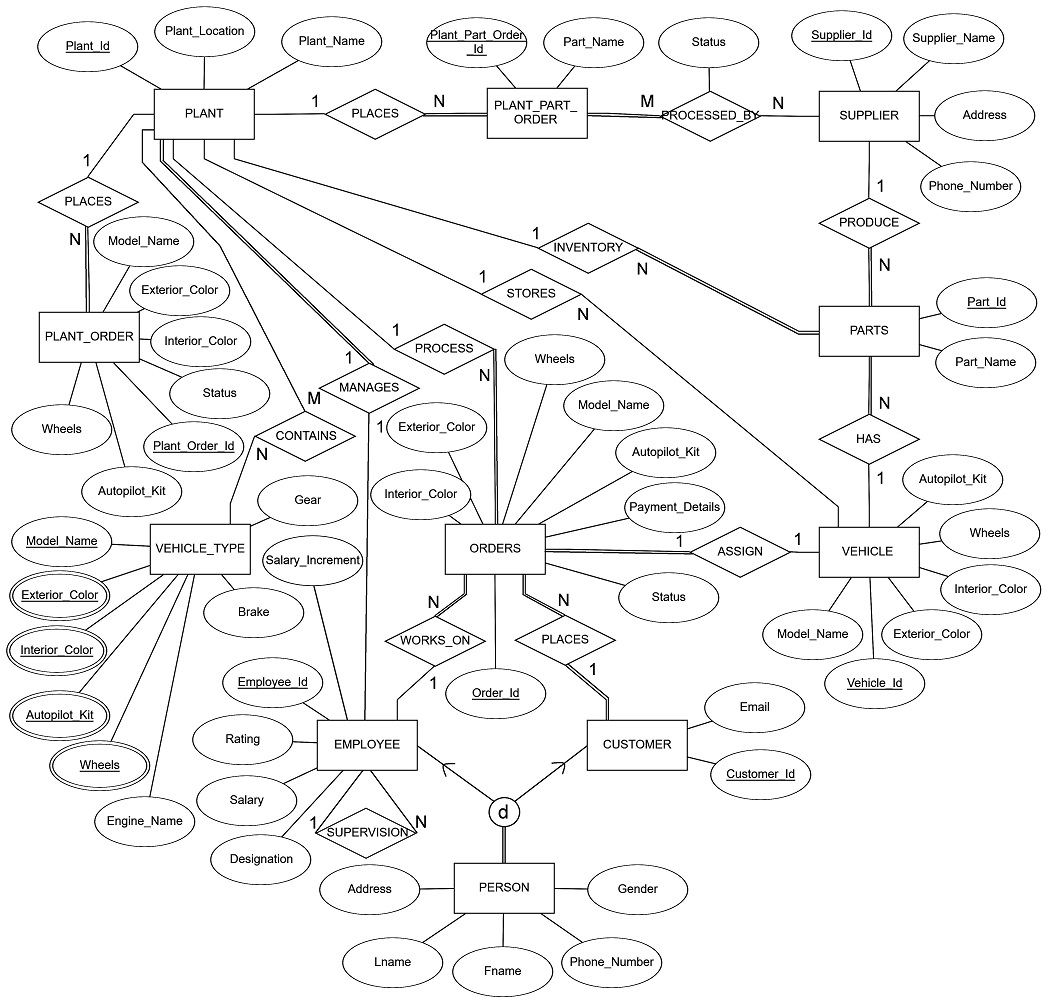 Plant_Id
Plant_Location
Plant_Name
Plant_Part_Order
_Id
Part_Name
Status
Supplier_Id
Supplier_Name
PLANT
1
PLACES
N
PLANT_PART_
ORDER
M
PROCESSED_BY
N
SUPPLIER
Address
Phone_Number
1
PLACES
N
Model_Name
Exterior_Color
Interior_Color
Status
Plant_Order_Id
Autopilot_Kit
Wheels
PLANT_ORDER
1
INVENTORY
N
1
STORES
N
1
PRODUCE
N
PARTS
Part_Id
Part_Name
N
HAS
1
1
PROCESS
N
1
MANAGES
1
M
CONTAINS
N
Wheels
Model_Name
Exterior_Color
Autopilot_Kit
Interior_Color
Payment_Details
Status
ORDERS
1
ASSIGN
1
VEHICLE
Autopilot_Kit
Wheels
Interior_Color
Exterior_Color
Model_Name
Vehicle_Id
Gear
Model_Name
VEHICLE_TYPE
Salary_Increment
Exterior_Color
Brake
Interior_Color
Autopilot_Kit
Wheels
Engine_Name
N
WORKS_ON
1
N
PLACES
1
Order_Id
Employee_Id
Rating
EMPLOYEE
Salary
Designation
1
SUPERVISION
N
CUSTOMER
Email
Customer_Id
d
Address
PERSON
Gender
Lname
Fname
Phone_Number